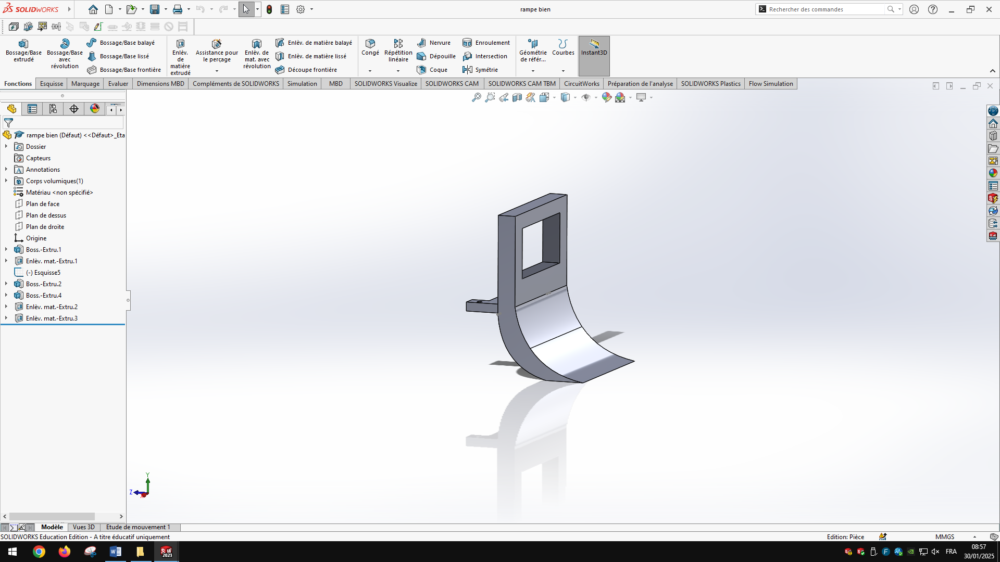 SOLIDWORKS
rampe bien
Rechercher des commandes
Bossage/Base extrudé
Bossage/Base avec révolution
Bossage/Base balayé
Bossage/Base lissé
Bossage/Base frontière
Enlèv. de matière extrudé
Assistance pour le perçage
Enlèv. de mat. avec révolution
Enlèv. de matière balayé
Enlèv. de matière lissé
Découpe frontière
Congé
Répétition linéaire
Nervure
Dépouille
Coque
Enroulement
Intersection
Symétrie
Géométrie de référ...
Courbes
Instant3D
Fonctions
Esquisse
Marquage
Evaluer
Dimensions MBD
Compléments de SOLIDWORKS
Simulation
MBD
SOLIDWORKS Visualize
SOLIDWORKS CAM
SOLIDWORKS CAM TBM
CircuitWorks
Préparation de l'analyse
SOLIDWORKS Plastics
Flow Simulation
rampe bien (Défaut) <<Défaut>_Eta
Dossier
Capteurs
Annotations
Corps volumiques(1)
Matériau <non spécifié>
Plan de face
Plan de dessus
Plan de droite
Origine
Boss.-Extru.1
Enlèv. mat.-Extru.1
(-) Esquisse5
Boss.-Extru.2
Boss.-Extru.4
Enlèv. mat.-Extru.2
Enlèv. mat.-Extru.3
Y
Z
Modèle
Vues 3D
Etude de mouvement 1
SOLIDWORKS Education Edition - A titre éducatif uniquement
Edition: Pièce
MMGS
SW 2023
FRA
08:57
30/01/2025